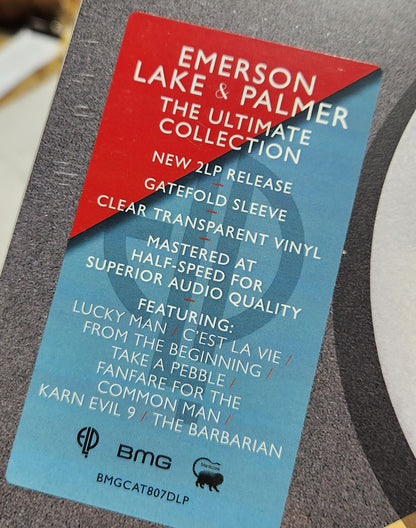 EMERSON
LAKE & PALMER
THE ULTIMATE
COLLECTION
NEW 2LP RELEASE
GATEFOLD SLEEVE
CLEAR TRANSPARENT VINYL
MASTERED AT
HALF-SPEED FOR
SUPERIOR AUDIO QUALITY
FEATURING:
LUCKY MAN / C'EST LA VIE /
FROM THE BEGINNING /
TAKE A PEBBLE /
FANFARE FOR THE
COMMON MAN /
KARN EVIL 9 / THE BARBARIAN
ELP BMG Manticore
BMGCAT807DLP